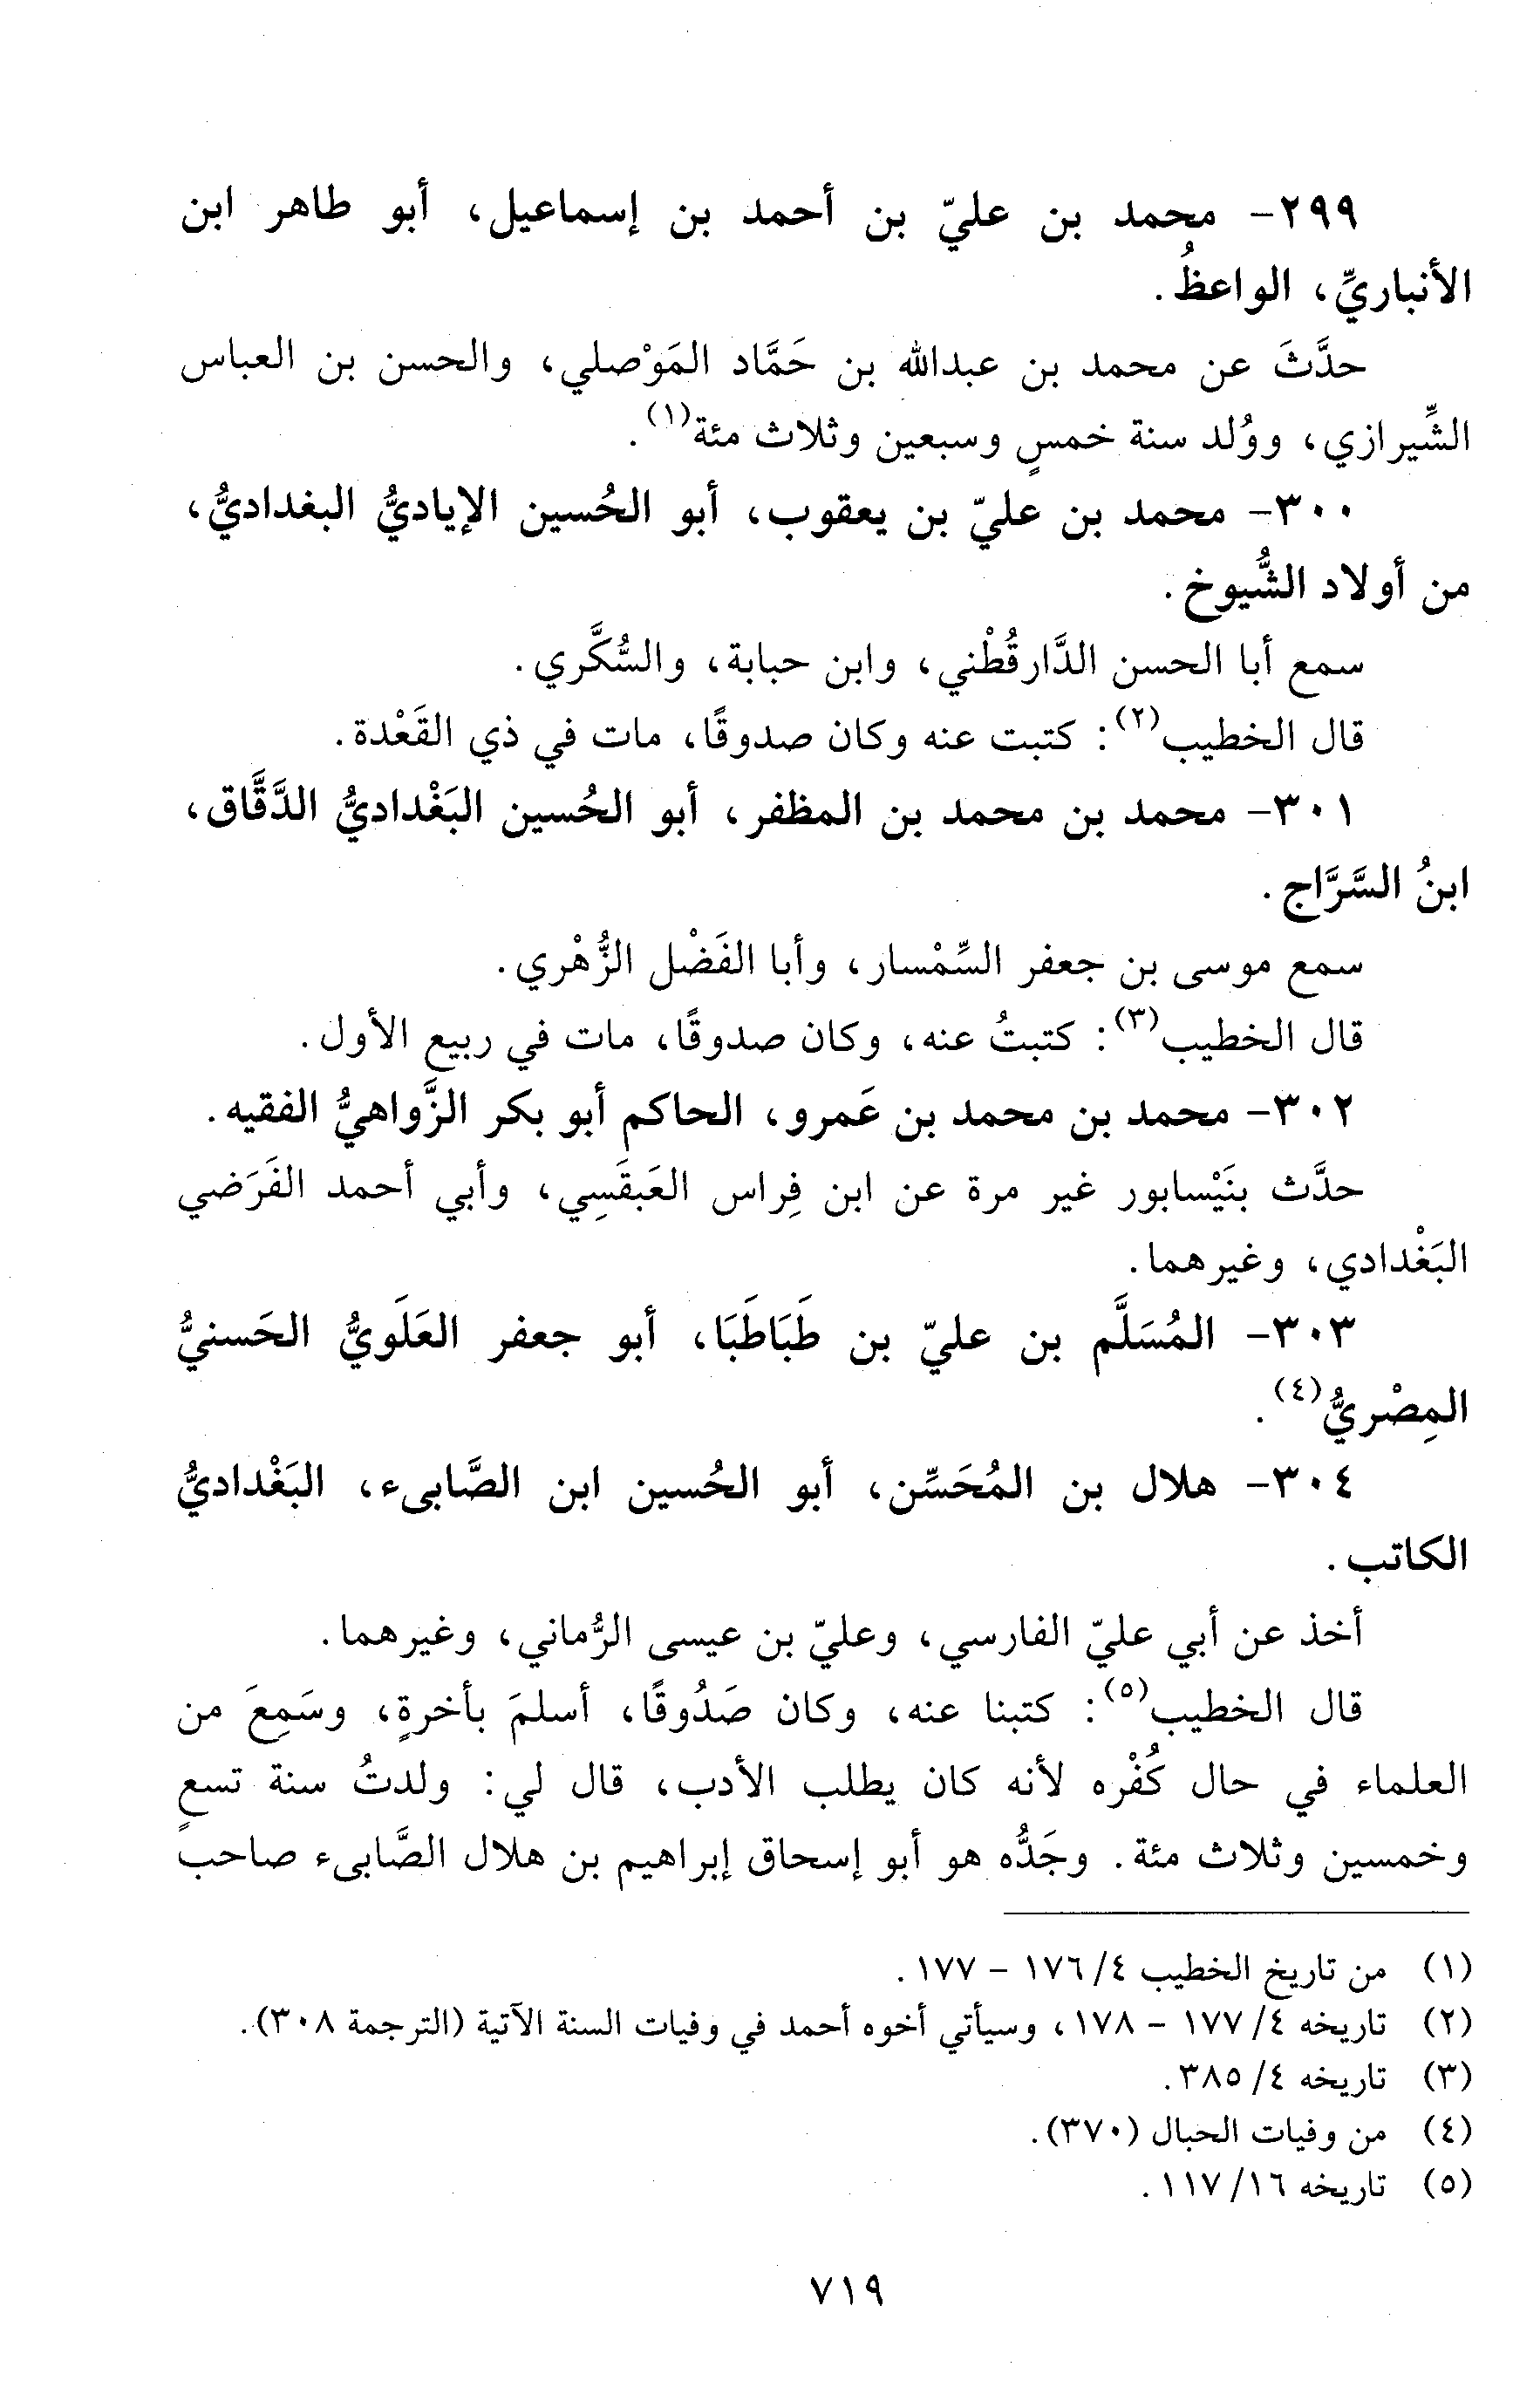 ٢٩٩- محمد بن عليّ بن أحمد بن إسماعيل، أبو طاهر ابن
الأنباريِّ، الواعظُ.
حدَّثَ عن محمد بن عبدالله بن حَمَّاد المَوْصلي، والحسن بن العباس
الشِّيرازي، ووُلد سنة خمسٍ وسبعين وثلاث مئة(١).
٣٠٠- محمد بن عليّ بن يعقوب، أبو الحُسين الإياديُّ البغداديُّ،
من أولاد الشُّيوخ.
سمع أبا الحسن الدَّارقُطْني، وابن حبابة، والسُّكَّري.
قال الخطيب(٢): كتبت عنه وكان صدوقًا، مات في ذي القَعْدة.
٣٠١- محمد بن محمد بن المظفر، أبو الحُسين البَغْداديُّ الدَّقَّاق،
ابنُ السَّرَّاج.
سمع موسى بن جعفر السِّمْسار، وأبا الفَضْل الزُّهْري.
قال الخطيب(٣): كتبتُ عنه، وكان صدوقًا، مات في ربيع الأول.
٣٠٢- محمد بن محمد بن عَمرو، الحاكم أبو بكر الزَّواهيُّ الفقيه.
حدَّث بنَيْسابور غير مرة عن ابن فِراس العَبقَسِي، وأبي أحمد الفَرَضي
البَغْدادي، وغيرهما.
٣٠٣- المُسَلَّم بن عليّ بن طَبَاطَبَا، أبو جعفر العَلَويُّ الحَسنيُّ
المِصْريُّ(٤).
٣٠٤- هلال بن المُحَسِّن، أبو الحُسين ابن الصَّابىء، البَغْداديُّ
الكاتب.
أخذ عن أبي عليّ الفارسي، وعليّ بن عيسى الرُّماني، وغيرهما.
قال الخطيب(٥): كتبنا عنه، وكان صَدُوقًا، أسلمَ بأخرةٍ، وسَمِعَ من
العلماء في حال كُفْره لأنه كان يطلب الأدب، قال لي: ولدتُ سنة تسعٍ
وخمسين وثلاث مئة. وجَدُّه هو أبو إسحاق إبراهيم بن هلال الصَّابىء صاحب
(١) من تاريخ الخطيب ٤/ ١٧٦ - ١٧٧.
(٢) تاريخه ٤/ ١٧٧ - ١٧٨، وسيأتي أخوه أحمد في وفيات السنة الآتية (الترجمة ٣٠٨).
(٣) تاريخه ٤/ ٣٨٥.
(٤) من وفيات الحبال (٣٧٠).
(٥) تاريخه ١٦/ ١١٧.
٧١٩